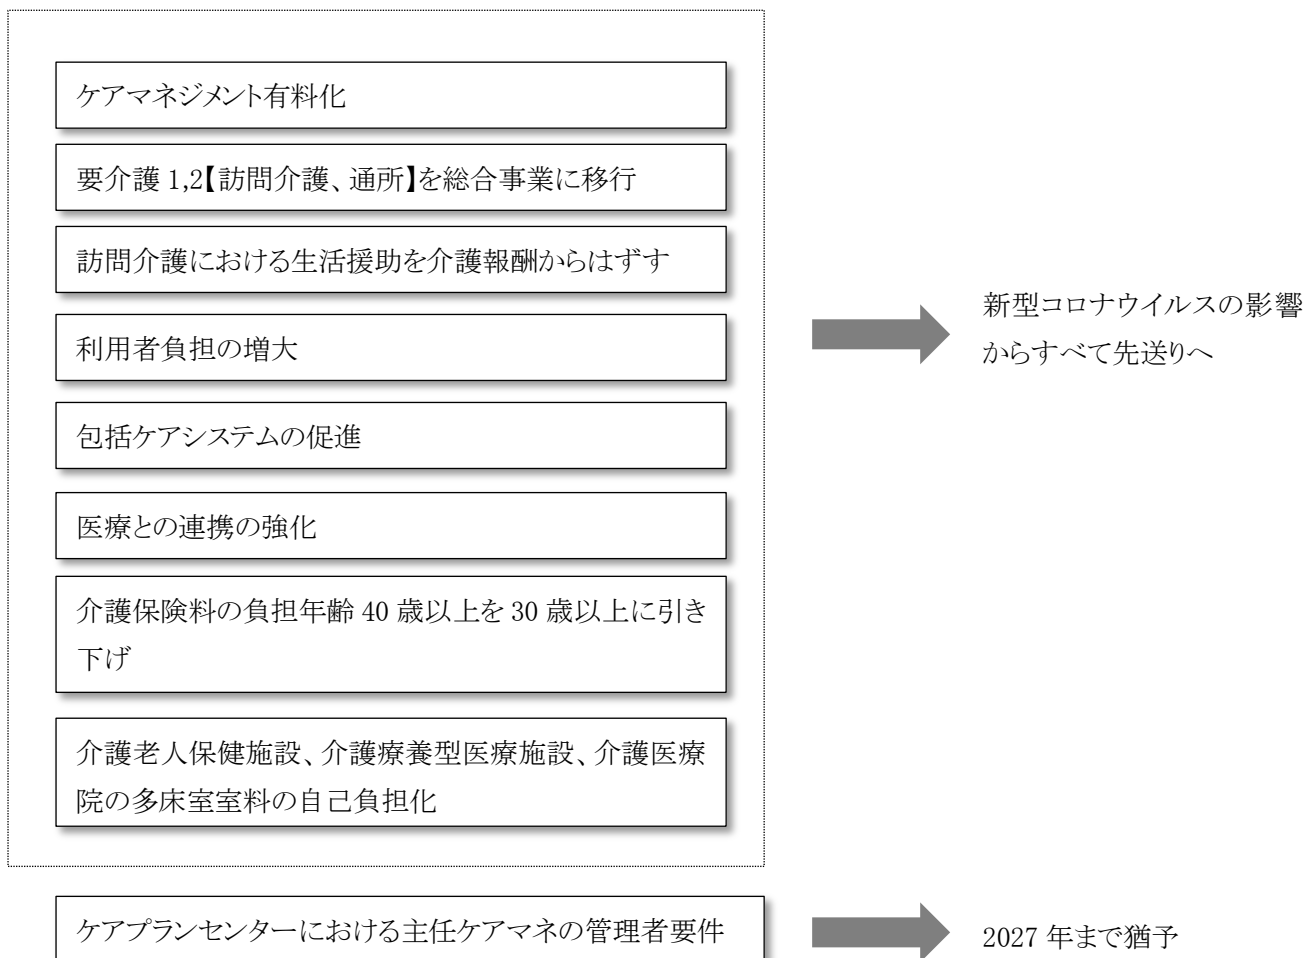 ケアマネジメント有料化
要介護 1,2【訪問介護、通所】を総合事業に移行
訪問介護における生活援助を介護報酬からはずす
利用者負担の増大
包括ケアシステムの促進
医療との連携の強化
介護保険料の負担年齢 40 歳以上を 30 歳以上に引き
下げ
介護老人保健施設、介護療養型医療施設、介護医療
院の多床室室料の自己負担化
新型コロナウイルスの影響
からすべて先送りへ
ケアプランセンターにおける主任ケアマネの管理者要件
2027 年まで猶予